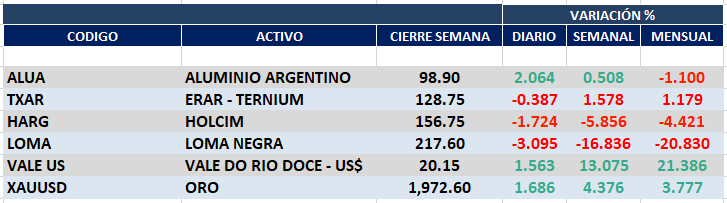 VARIACIÓN %
CODIGO ACTIVO CIERRE SEMANA DIARIO SEMANAL MENSUAL
ALUA ALUMINIO ARGENTINO 98.90 2.064 0.508 -1.100
TXAR ERAR - TERNIUM 128.75 -0.387 1.578 1.179
HARG HOLCIM 156.75 -1.724 -5.856 -4.421
LOMA LOMA NEGRA 217.60 -3.095 -16.836 -20.830
VALE US VALE DO RIO DOCE - US$ 20.15 1.563 13.075 21.386
XAUUSD ORO 1,972.60 1.686 4.376 3.777